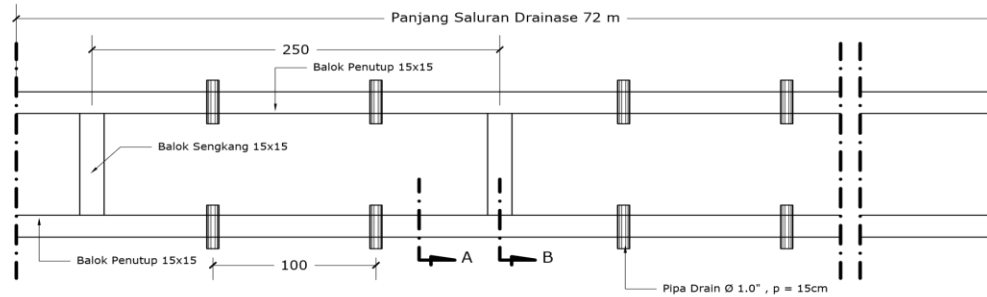 Panjang Saluran Drainase 72 m
250
Balok Penutup 15x15
Balok Sengkang 15x15
A
B
Balok Penutup 15x15
100
Pipa Drain Ø 1.0" , p = 15cm